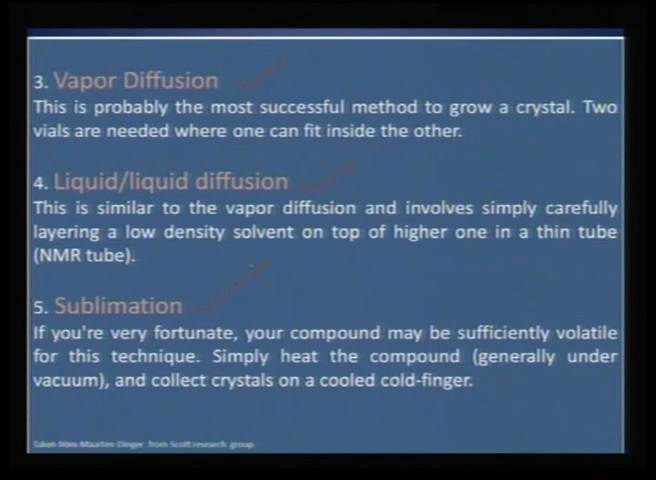 3. Vapor Diffusion
This is probably the most successful method to grow a crystal. Two
vials are needed where one can fit inside the other.
4. Liquid/liquid diffusion
This is similar to the vapor diffusion and involves simply carefully
layering a low density solvent on top of higher one in a thin tube
(NMR tube).
5. Sublimation
If you're very fortunate, your compound may be sufficiently volatile
for this technique. Simply heat the compound (generally under
vacuum), and collect crystals on a cooled cold-finger.
Taken from Maarten Dinger from Scott research group